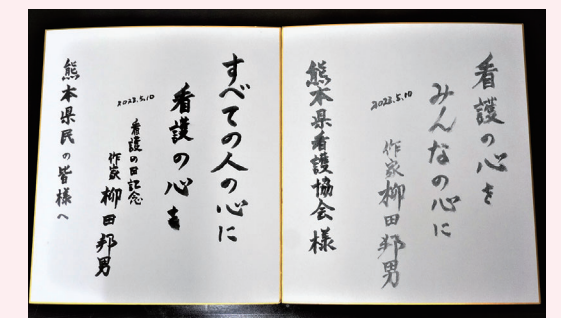 看護の心を
みんなの心に
2023.5.10
作家 柳田邦男
熊本県看護協会様
すべての人の心に
看護の心を
2023.5.10
看護の日記念
作家 柳田邦男
熊本県民の皆様へ